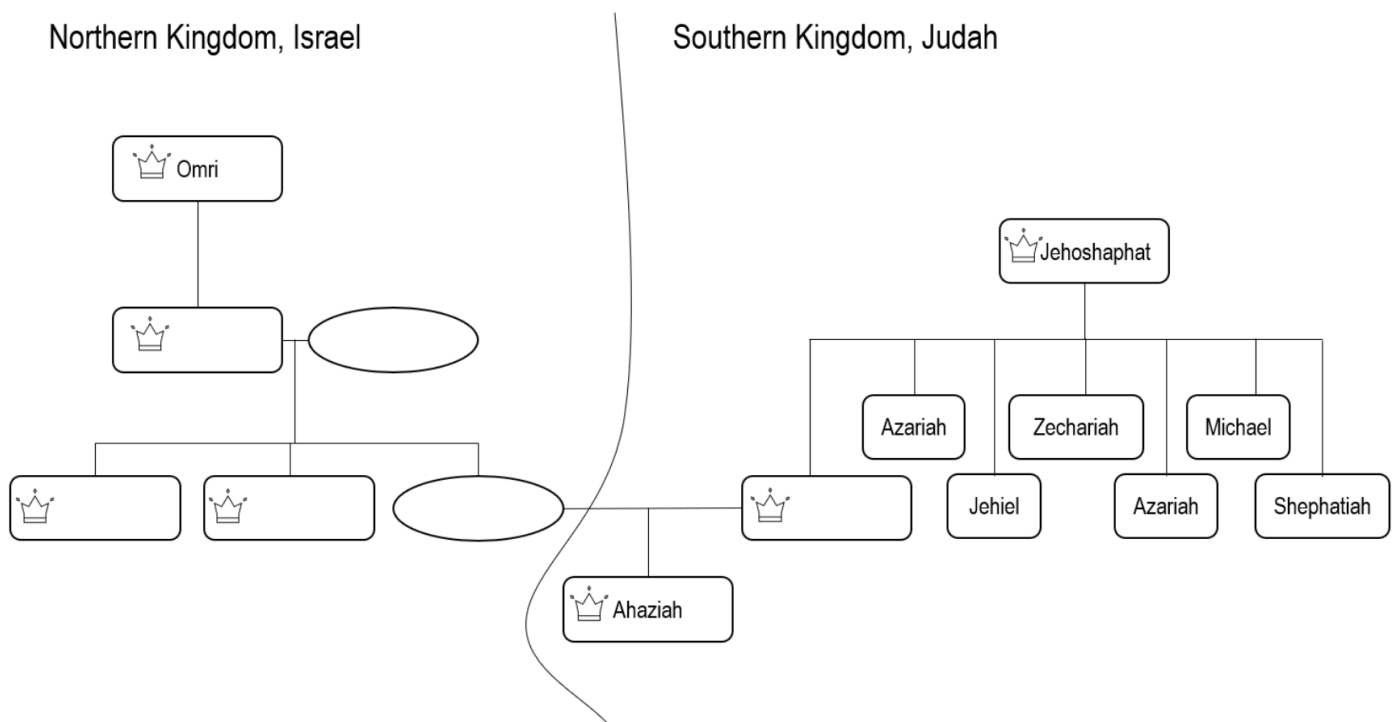 Northern Kingdom, Israel
Southern Kingdom, Judah
Omri
Jehoshaphat
Azariah
Zechariah
Michael
Jehiel
Azariah
Shephatiah
Ahaziah